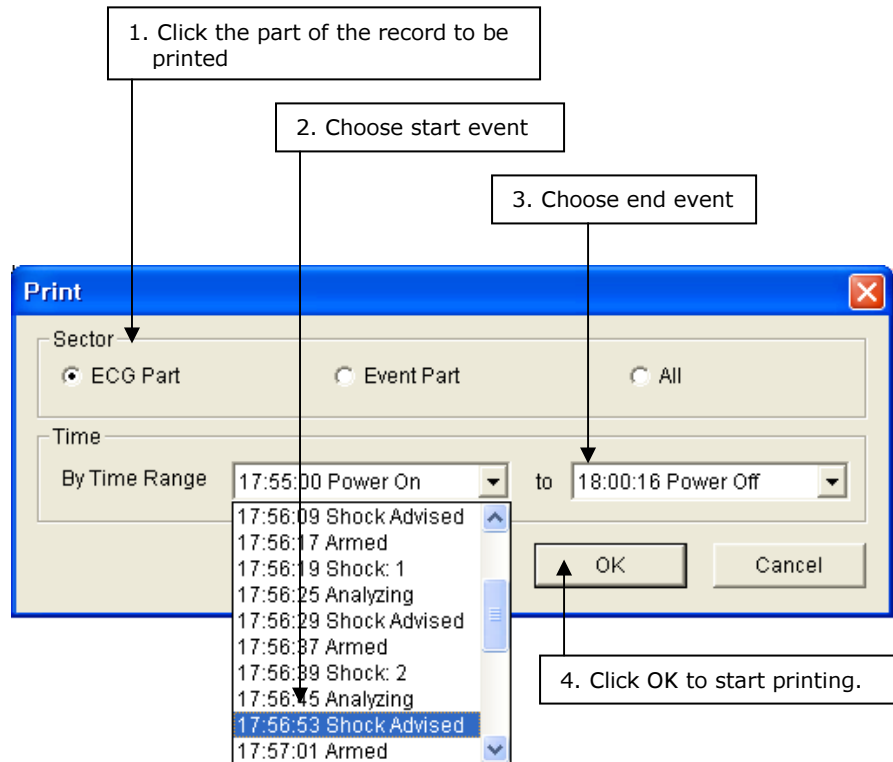 1. Click the part of the record to be
printed
2. Choose start event
3. Choose end event
Print
Sector
ECG Part
Event Part
All
Time
By Time Range
17:55:00 Power On
to
18:00:16 Power Off
17:56:09 Shock Advised
17:56:17 Armed
17:56:19 Shock: 1
17:56:25 Analyzing
17:56:29 Shock Advised
17:56:37 Armed
17:56:39 Shock: 2
17:56:45 Analyzing
17:56:53 Shock Advised
17:57:01 Armed
OK
Cancel
4. Click OK to start printing.